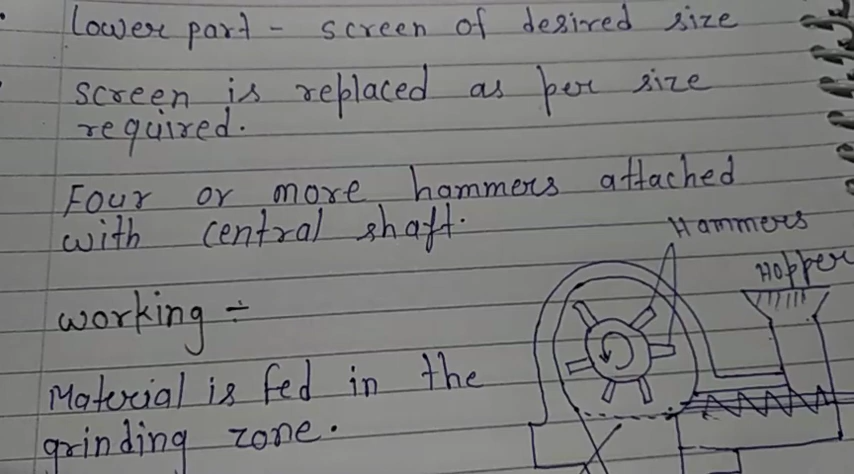 Lower part - screen of desired size
screen is replaced as per size
required.
Four or more hammers attached
with central shaft.
Hammers
Hopper
working ÷
Material is fed in the
grinding zone.